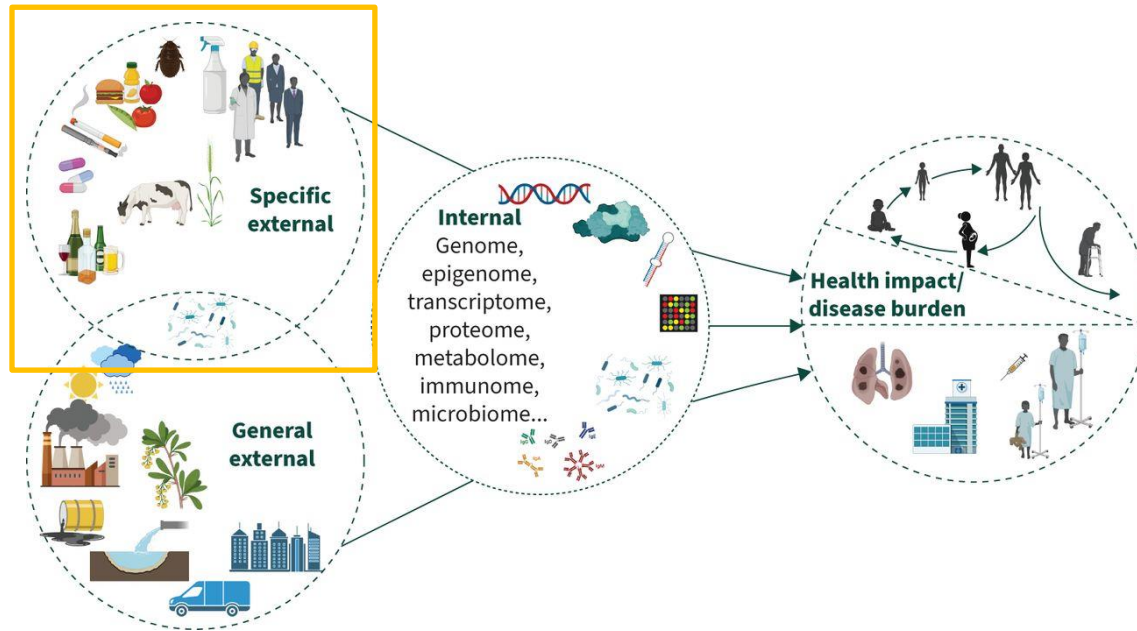 Specific
external
Internal
Genome,
epigenome,
transcriptome,
proteome,
metabolome,
immunome,
microbiome...
Health impact/
disease burden
General
external